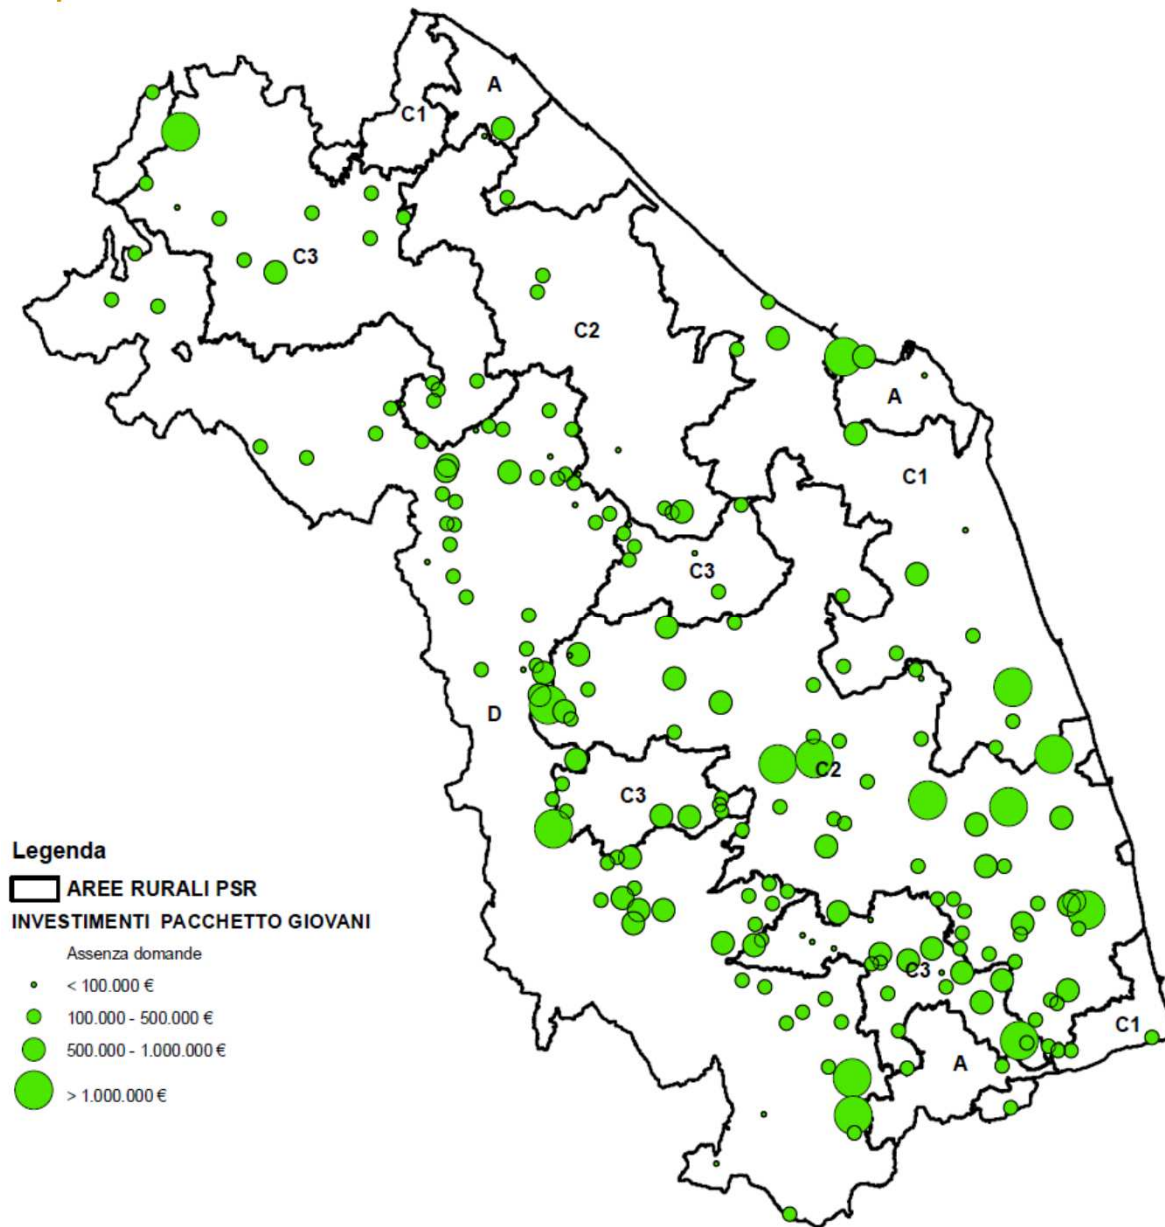 A
C1
C3
C2
A
C1
C3
D
C2
C3
C3
C1
A
Legenda
AREE RURALI PSR
INVESTIMENTI PACCHETTO GIOVANI
Assenza domande
< 100.000 €
100.000 - 500.000 €
500.000 - 1.000.000 €
> 1.000.000 €